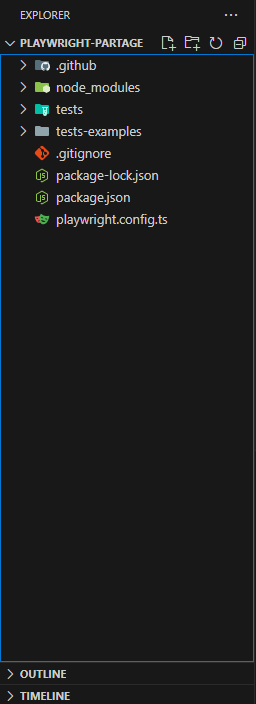 EXPLORER
PLAYWRIGHT-PARTAGE
.github
node_modules
tests
tests-examples
.gitignore
package-lock.json
package.json
playwright.config.ts
OUTLINE
TIMELINE